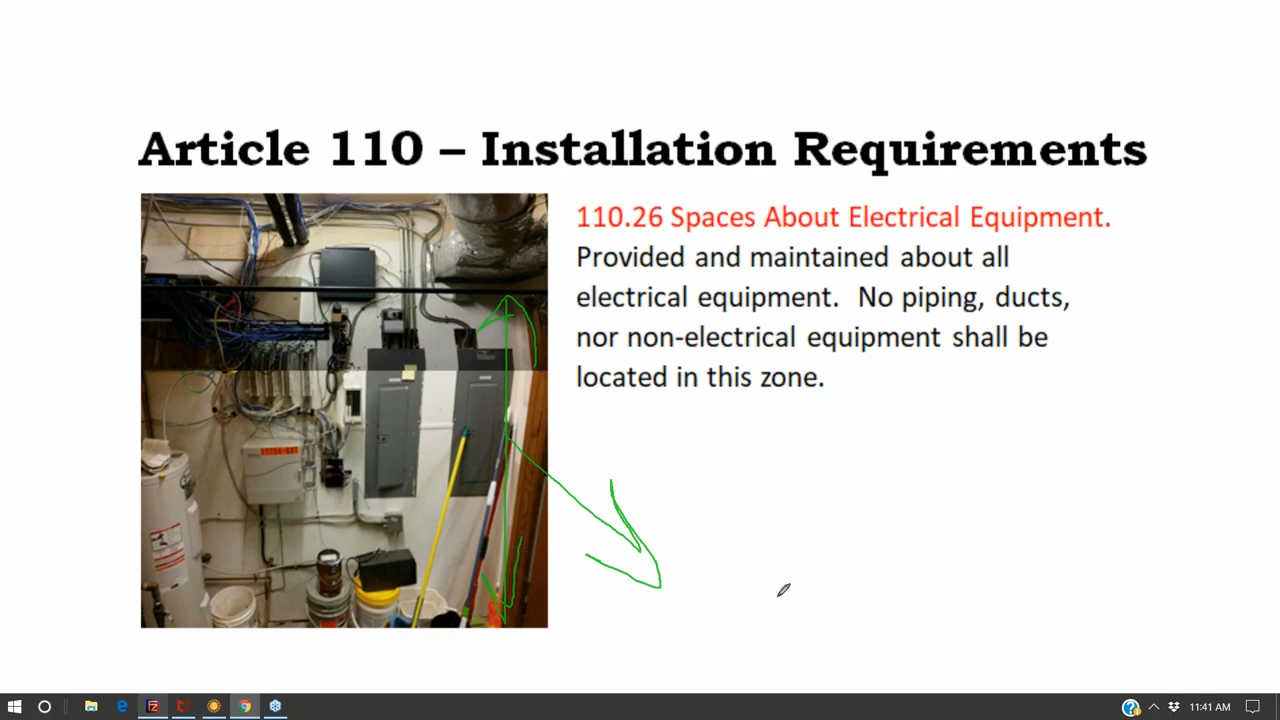 Article 110 – Installation Requirements
110.26 Spaces About Electrical Equipment.
Provided and maintained about all
electrical equipment. No piping, ducts,
nor non-electrical equipment shall be
located in this zone.
11:41 AM